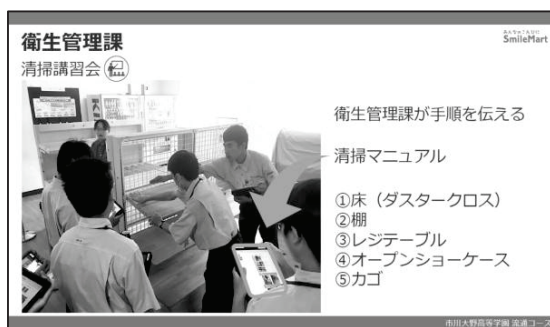 衛生管理課
清掃講習会
SmileMart
衛生管理課が手順を伝える
清掃マニュアル
①床（ダスタークロス）
②棚
③レジテーブル
④オープンショーケース
⑤カゴ
市川大野高等学園 流通コース